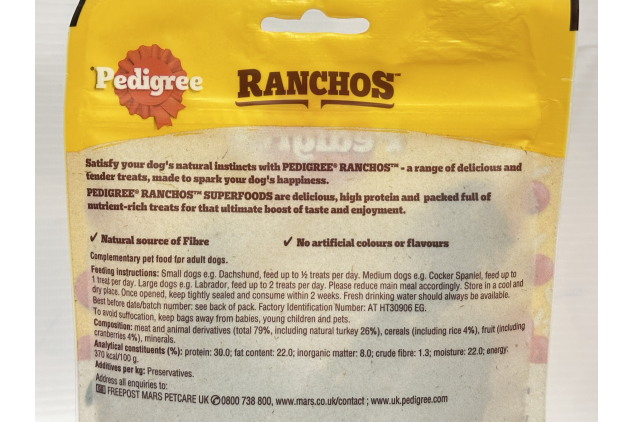 Pedigree®
RANCHOS™
Satisfy your dog's natural instincts with PEDIGREE® RANCHOS™ - a range of delicious and
tender treats, made to spark your dog's happiness.
PEDIGREE® RANCHOS™ SUPERFOODS are delicious, high protein and packed full of
nutrient-rich treats for that ultimate boost of taste and enjoyment.
✓ Natural source of Fibre
✓ No artificial colours or flavours
Complementary pet food for adult dogs.
Feeding instructions: Small dogs e.g. Dachshund, feed up to ½ treats per day. Medium dogs e.g. Cocker Spaniel, feed up to
1 treat per day. Large dogs e.g. Labrador, feed up to 2 treats per day. Please reduce main meal accordingly. Store in a cool and
dry place. Once opened, keep tightly sealed and consume within 2 weeks. Fresh drinking water should always be available.
Best before date/batch number: see back of pack. Factory Identification Number: AT HT30906 EG.
To avoid suffocation, keep bags away from babies, young children and pets.
Composition: meat and animal derivatives (total 79%, including natural turkey 26%), cereals (including rice 4%), fruit (including
cranberries 4%), minerals.
Analytical constituents (%): protein: 30.0; fat content: 22.0; inorganic matter: 8.0; crude fibre: 1.3; moisture: 22.0; energy:
370 kcal/100 g.
Additives per kg: Preservatives.
Address all enquiries to:
FREEPOST MARS PETCARE UK ✆0800 738 800, www.mars.co.uk/contact ; www.uk.pedigree.com